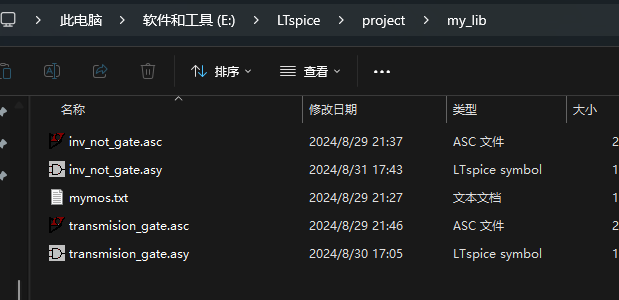 此电脑 > 软件和工具 (E:) > LTspice > project > my_lib
排序 查看 •••
名称 修改日期 类型 大小
inv_not_gate.asc 2024/8/29 21:37 ASC 文件 2
inv_not_gate.asy 2024/8/31 17:43 LTspice symbol 1
mymos.txt 2024/8/29 21:27 文本文档 1
transmision_gate.asc 2024/8/29 21:46 ASC 文件 2
transmision_gate.asy 2024/8/30 17:05 LTspice symbol 1